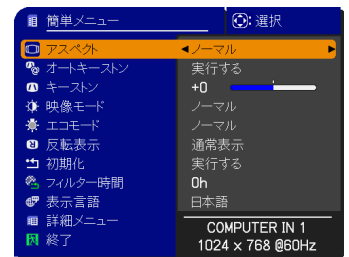 簡単メニュー :選択
アスペクト ノーマル
オートキーストン 実行する
キーストン +0
映像モード ノーマル
エコモード ノーマル
反転表示 通常表示
初期化 実行する
フィルター時間 0h
表示言語 日本語
詳細メニュー COMPUTER IN 1
終了 1024 x 768 @60Hz